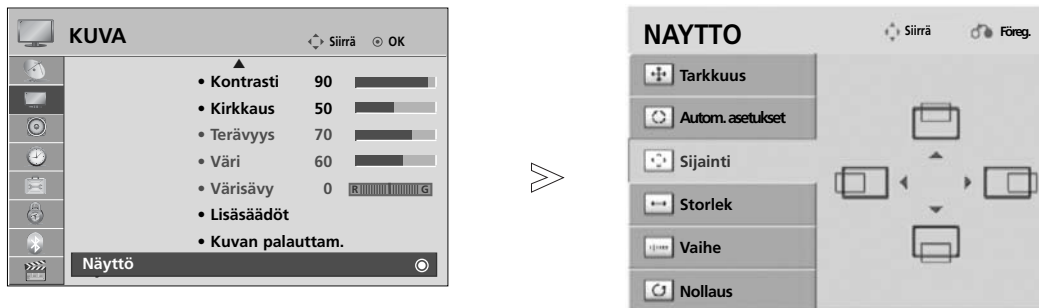 KUVA
Siirrä
OK
• Kontrasti 90
• Kirkkaus 50
• Terävyys 70
• Väri 60
• Värisävy 0 R G
• Lisäsäädöt
• Kuvan palauttam.
Näyttö
NAYTTO
Siirrä
Föreg.
Tarkkuus
Autom. asetukset
Sijainti
Storlek
Vaihe
Nollaus